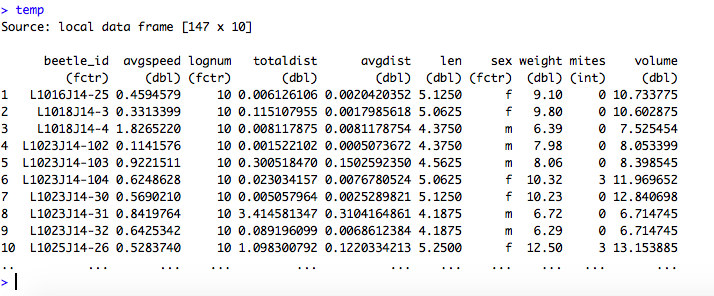 > temp
Source: local data frame [147 x 10]
beetle_id avgspeed lognum totaldist avgdist len sex weight mites volume
(fctr) (dbl) (fctr) (dbl) (dbl) (dbl) (fctr) (dbl) (int) (dbl)
1 L1016J14-25 0.4594579 10 0.006126106 0.0020420352 5.1250 f 9.10 0 10.733775
2 L1018J14-3 0.3313399 10 0.115107955 0.0017985618 5.0625 f 9.80 0 10.602875
3 L1018J14-4 1.8265220 10 0.008117875 0.0081178754 4.3750 m 6.39 0 7.525454
4 L1023J14-102 0.1141576 10 0.001522102 0.0005073672 4.3750 m 7.98 0 8.053399
5 L1023J14-103 0.9221511 10 0.300518470 0.1502592350 4.5625 m 8.06 0 8.398545
6 L1023J14-104 0.6248628 10 0.023034157 0.0076780524 5.0625 f 10.32 3 11.969652
7 L1023J14-30 0.5690210 10 0.005057964 0.0025289821 5.1250 f 10.23 0 12.840698
8 L1023J14-31 0.8419764 10 3.414581347 0.3104164861 4.1875 m 6.72 0 6.714745
9 L1023J14-32 0.6425342 10 0.089196099 0.0068612384 4.1875 m 6.29 0 6.714745
10 L1025J14-26 0.5283740 10 1.098300792 0.1220334213 5.2500 f 12.50 3 13.153885
.. ... ... ... ... ... ... ... ... ... ...
>